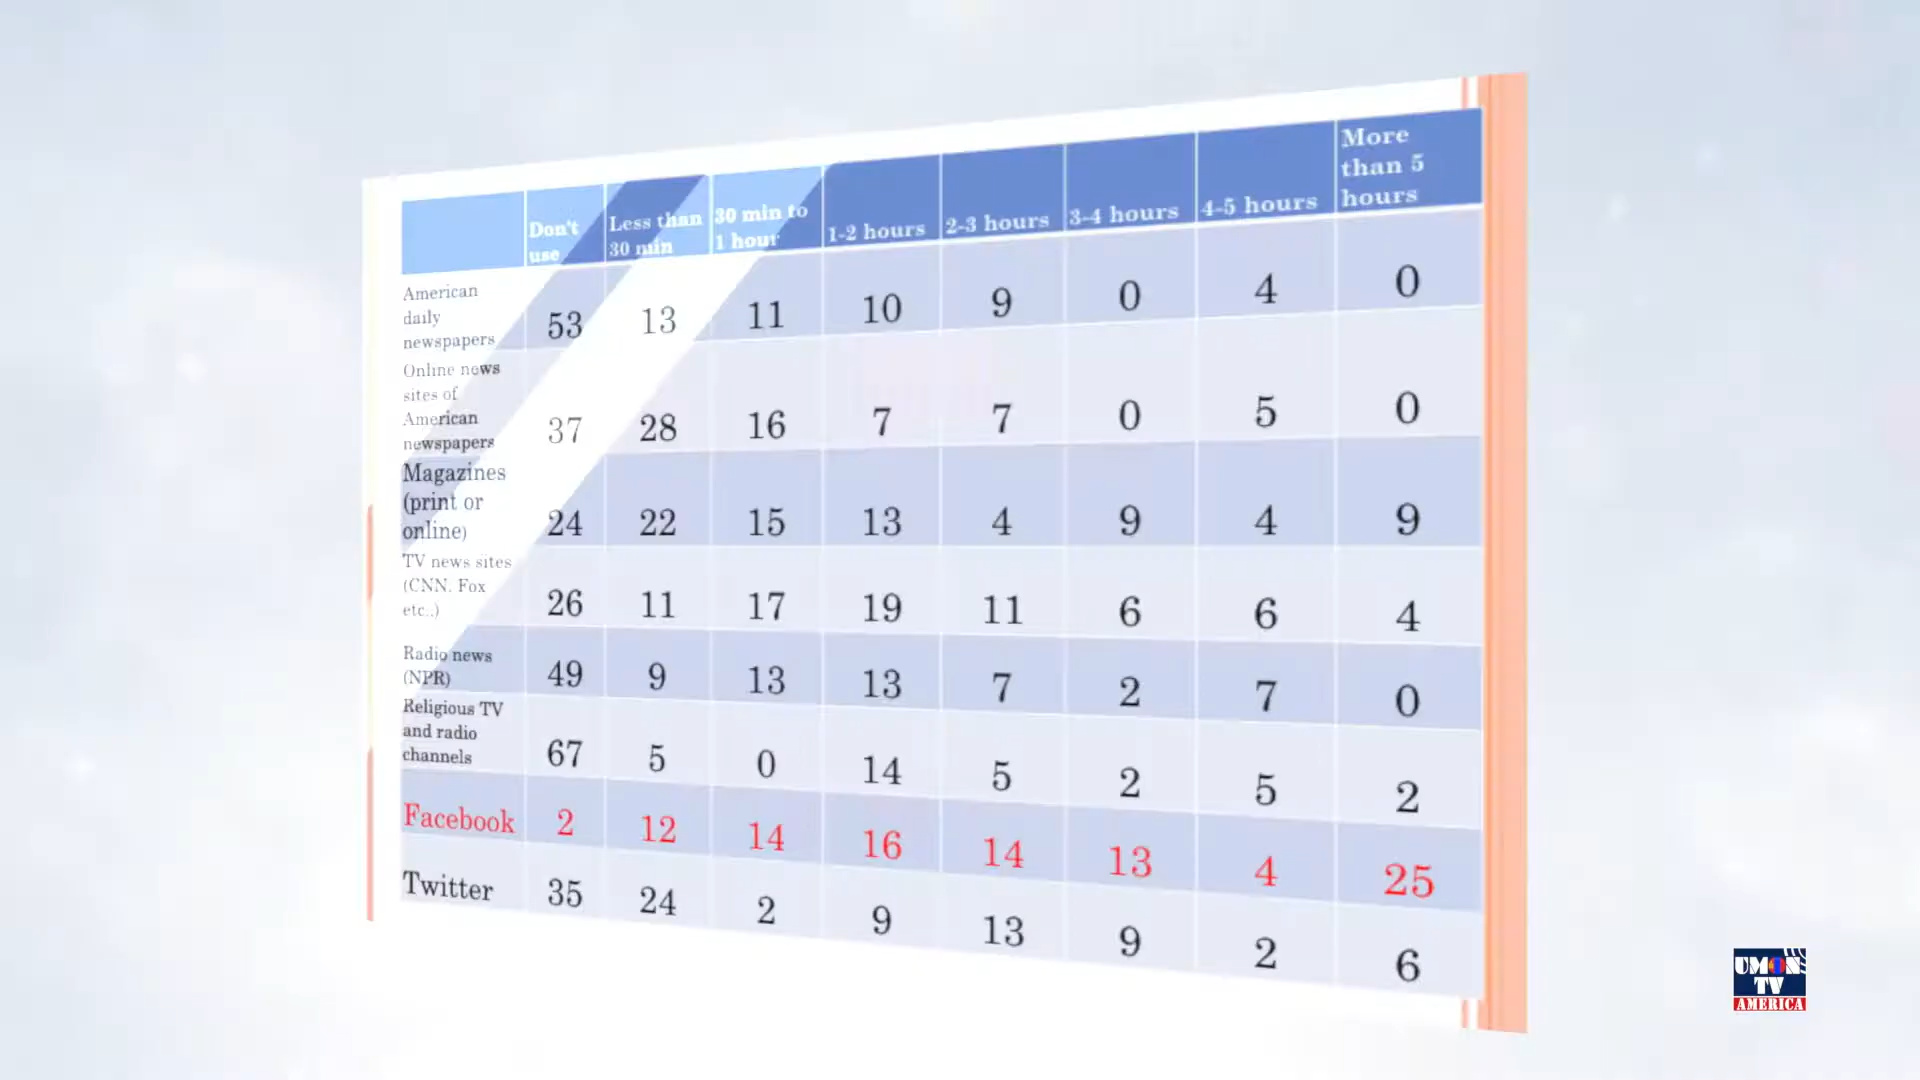 Don't use
Less than 30 min
30 min to 1 hour
1-2 hours
2-3 hours
3-4 hours
4-5 hours
More than 5 hours
American daily newspapers 53 13 11 10 9 0 4 0
Online news sites of American newspapers 37 28 16 7 7 0 5 0
Magazines (print or online) 24 22 15 13 4 9 4 9
TV news sites (CNN. Fox etc..) 26 11 17 19 11 6 6 4
Radio news (NPR) 49 9 13 13 7 2 7 0
Religious TV and radio channels 67 5 0 14 5 2 5 2
Facebook 2 12 14 16 14 13 4 25
Twitter 35 24 2 9 13 9 2 6
UMON
TV
AMERICA